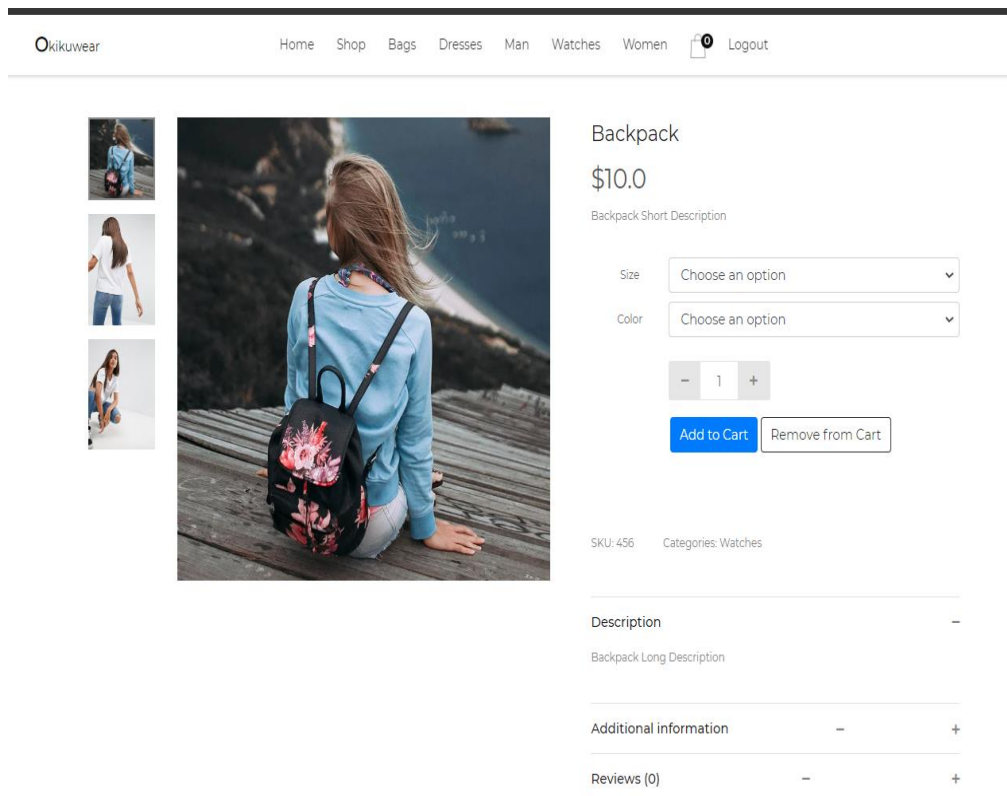 Okikuwear
Home Shop Bags Dresses Man Watches Women 0 Logout
Backpack
$10.0
Backpack Short Description
Size Choose an option
Color Choose an option
− 1 +
Add to Cart Remove from Cart
SKU: 456 Categories: Watches
Description −
Backpack Long Description
Additional information − +
Reviews (0) − +